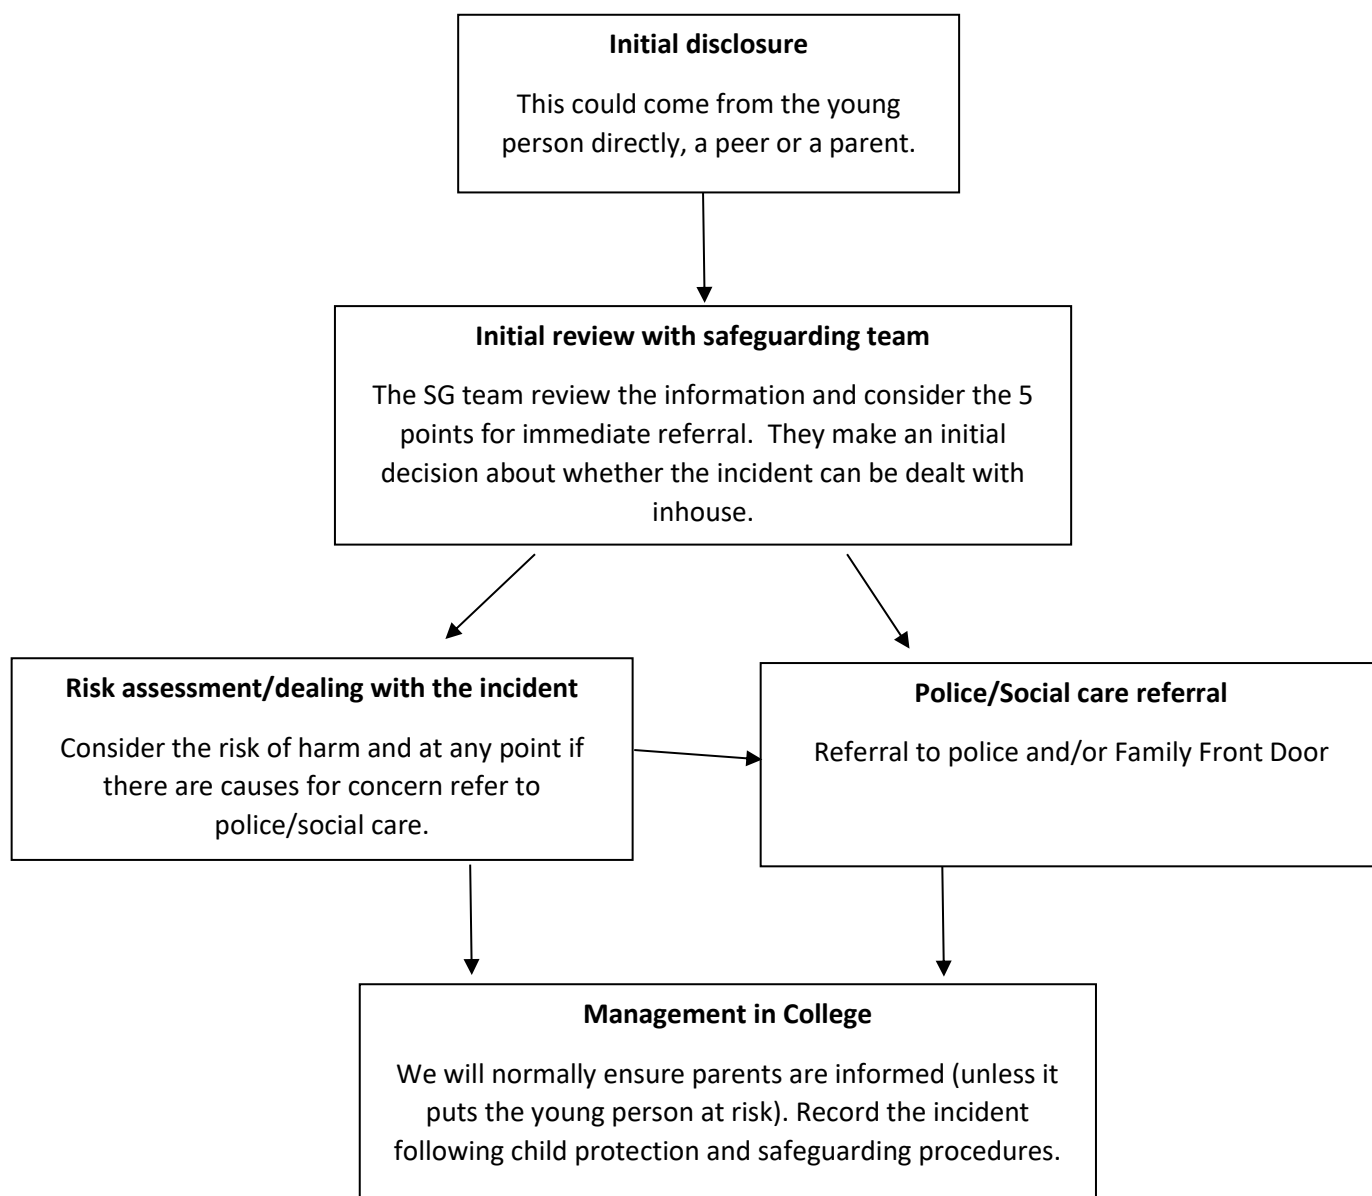 Initial disclosure
This could come from the young
person directly, a peer or a parent.
Initial review with safeguarding team
The SG team review the information and consider the 5
points for immediate referral.  They make an initial
decision about whether the incident can be dealt with
inhouse.
Risk assessment/dealing with the incident
Consider the risk of harm and at any point if
there are causes for concern refer to
police/social care.
Police/Social care referral
Referral to police and/or Family Front Door
Management in College
We will normally ensure parents are informed (unless it
puts the young person at risk). Record the incident
following child protection and safeguarding procedures.